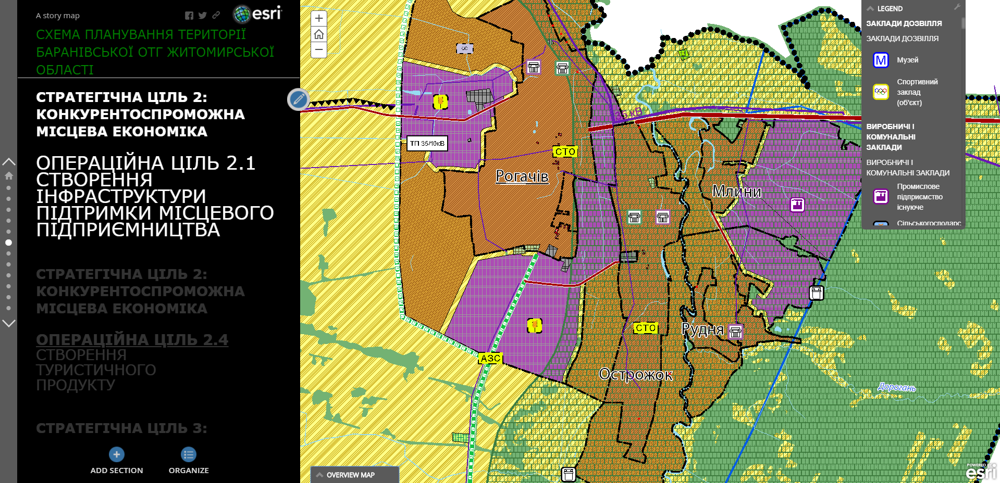 A story map
esri
СХЕМА ПЛАНУВАННЯ ТЕРИТОРІЇ
БАРАНІВСЬКОЇ ОТГ ЖИТОМИРСЬКОЇ
ОБЛАСТІ
СТРАТЕГІЧНА ЦІЛЬ 2:
КОНКУРЕНТОСПРОМОЖНА
МІСЦЕВА ЕКОНОМІКА
ОПЕРАЦІЙНА ЦІЛЬ 2.1
СТВОРЕННЯ
ІНФРАСТРУКТУРИ
ПІДТРИМКИ МІСЦЕВОГО
ПІДПРИЄМНИЦТВА
СТРАТЕГІЧНА ЦІЛЬ 2:
КОНКУРЕНТОСПРОМОЖНА
МІСЦЕВА ЕКОНОМІКА
ОПЕРАЦІЙНА ЦІЛЬ 2.4
СТВОРЕННЯ
ТУРИСТИЧНОГО
ПРОДУКТУ
СТРАТЕГІЧНА ЦІЛЬ 3:
ADD SECTION
ORGANIZE
ОС
35 кВ
ТП 35/10кВ
СТО
Рогачів
Млини
СТО
Рудня
АЗС
Острожок
Дорогань
OVERVIEW MAP
LEGEND
ЗАКЛАДИ ДОЗВІЛЛЯ
ЗАКЛАДИ ДОЗВІЛЛЯ
М
Музей
Спортивний
заклад
(об'єкт)
ВИРОБНИЧІ І
КОМУНАЛЬНІ
ЗАКЛАДИ
ВИРОБНИЧІ І
КОМУНАЛЬНІ ЗАКЛАДИ
Промислове
підприємство
існуюче
Сільськогосподарс
POWERED BY
esri